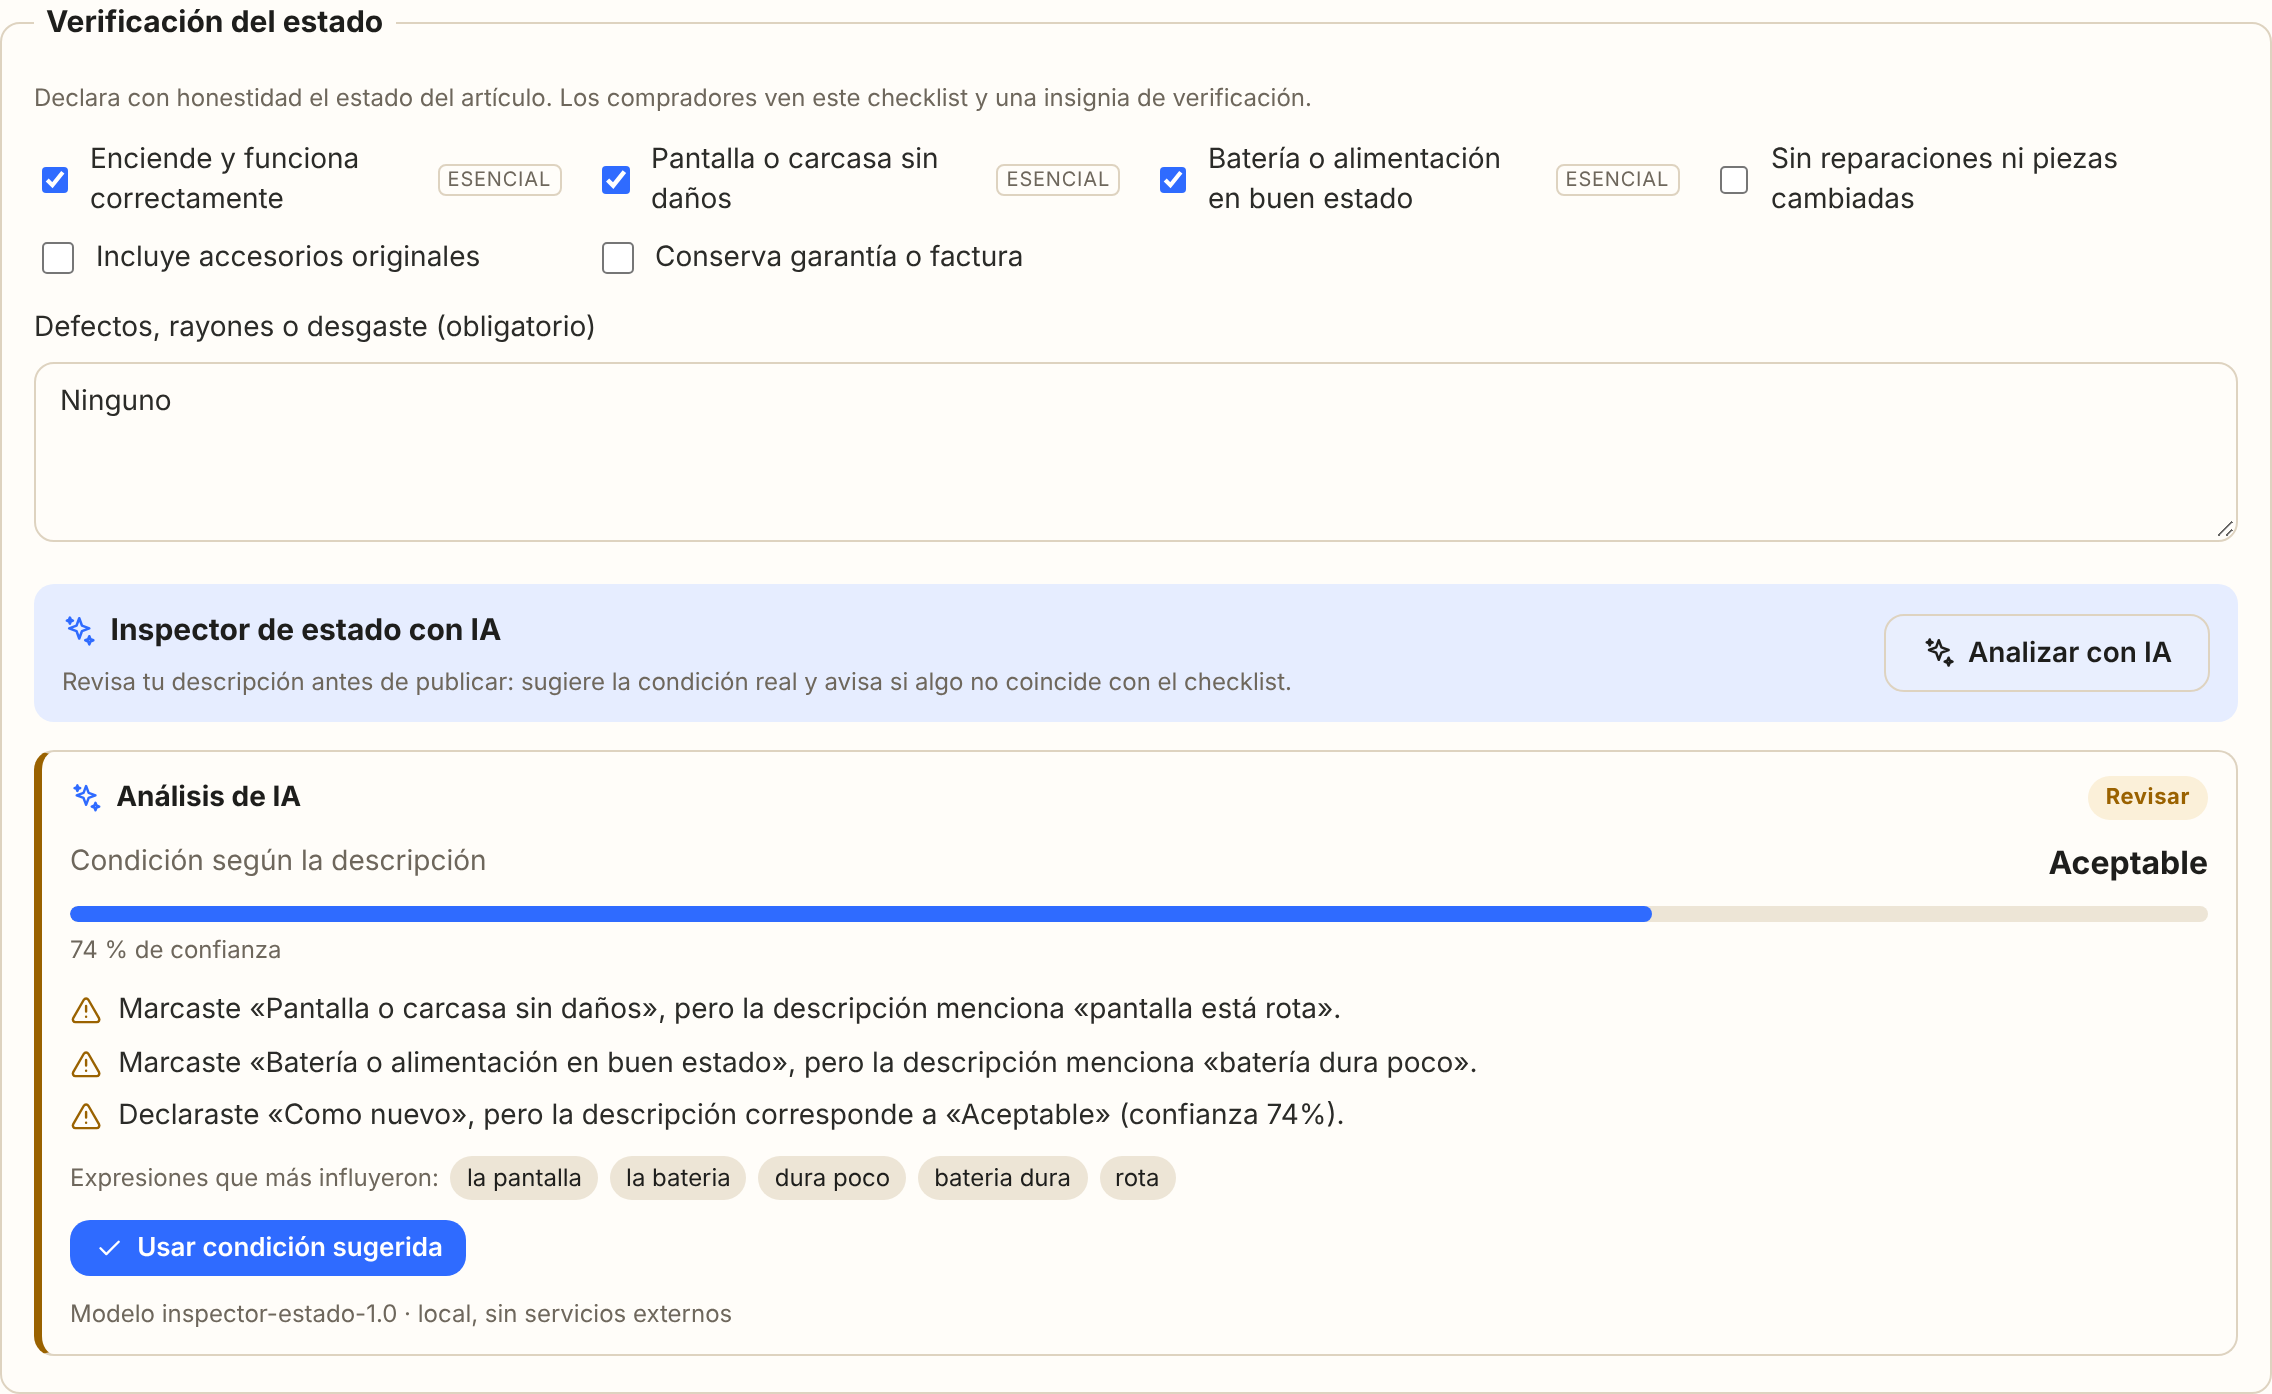 Verificación del estado
Declara con honestidad el estado del artículo. Los compradores ven este checklist y una insignia de verificación.
Enciende y funciona
correctamente
ESENCIAL
Pantalla o carcasa sin
daños
ESENCIAL
Batería o alimentación
en buen estado
ESENCIAL
Sin reparaciones ni piezas
cambiadas
Incluye accesorios originales
Conserva garantía o factura
Defectos, rayones o desgaste (obligatorio)
Ninguno
Inspector de estado con IA
Revisa tu descripción antes de publicar: sugiere la condición real y avisa si algo no coincide con el checklist.
Analizar con IA
Análisis de IA
Revisar
Condición según la descripción
Aceptable
74 % de confianza
Marcaste «Pantalla o carcasa sin daños», pero la descripción menciona «pantalla está rota».
Marcaste «Batería o alimentación en buen estado», pero la descripción menciona «batería dura poco».
Declaraste «Como nuevo», pero la descripción corresponde a «Aceptable» (confianza 74%).
Expresiones que más influyeron: la pantalla la bateria dura poco bateria dura rota
Usar condición sugerida
Modelo inspector-estado-1.0 · local, sin servicios externos